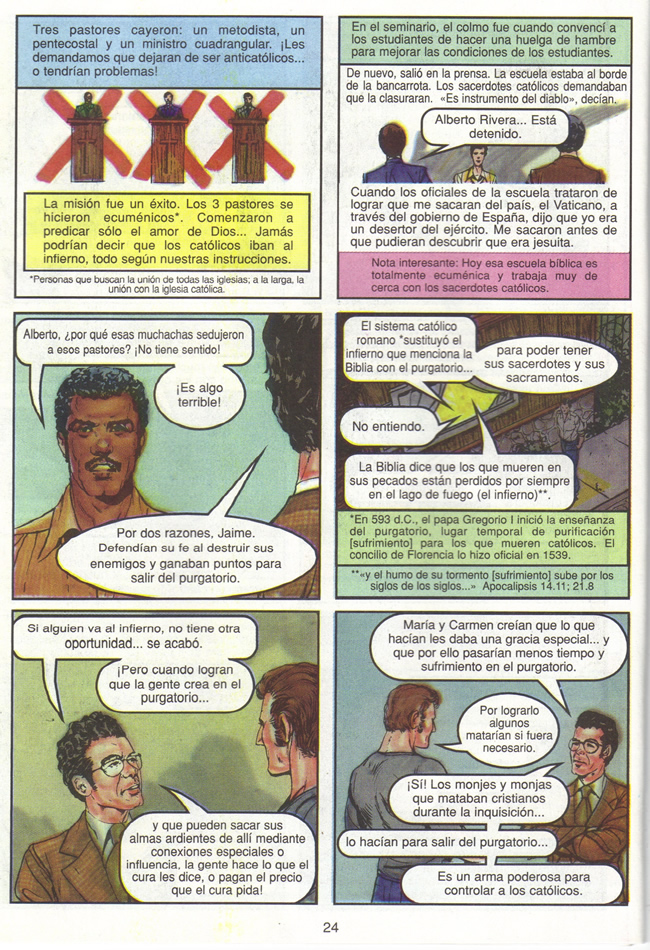 Tres pastores cayeron: un metodista, un
pentecostal y un ministro cuadrangular. ¡Les
demandamos que dejaran de ser anticatólicos...
o tendrían problemas!
La misión fue un éxito. Los 3 pastores se
hicieron ecuménicos*. Comenzaron a
predicar sólo el amor de Dios... Jamás
podrían decir que los católicos iban al
infierno, todo según nuestras instrucciones.
*Personas que buscan la unión de todas las iglesias; a la larga, la
unión con la iglesia católica.
En el seminario, el colmo fue cuando convencí a
los estudiantes de hacer una huelga de hambre
para mejorar las condiciones de los estudiantes.
De nuevo, salió en la prensa. La escuela estaba al borde
de la bancarrota. Los sacerdotes católicos demandaban
que la clausuraran. «Es instrumento del diablo», decían.
Alberto Rivera... Está
detenido.
Cuando los oficiales de la escuela trataron de
lograr que me sacaran del país, el Vaticano, a
través del gobierno de España, dijo que yo era
un desertor del ejército. Me sacaron antes de
que pudieran descubrir que era jesuita.
Nota interesante: Hoy esa escuela bíblica es
totalmente ecuménica y trabaja muy de
cerca con los sacerdotes católicos.
Alberto, ¿por qué esas muchachas sedujeron
a esos pastores? ¡No tiene sentido!
¡Es algo
terrible!
Por dos razones, Jaime.
Defendían su fe al destruir sus
enemigos y ganaban puntos para
salir del purgatorio.
El sistema católico
romano *sustituyó el
infierno que menciona la
Biblia con el purgatorio...
para poder tener
sus sacerdotes y sus
sacramentos.
No entiendo.
La Biblia dice que los que mueren en
sus pecados están perdidos por siempre
en el lago de fuego (el infierno)**.
*En 593 d.C., el papa Gregorio I inició la enseñanza
del purgatorio, lugar temporal de purificación
[sufrimiento] para los que mueren católicos. El
concilio de Florencia lo hizo oficial en 1539.
**«y el humo de su tormento [sufrimiento] sube por los
siglos de los siglos...» Apocalipsis 14.11; 21.8
Si alguien va al infierno, no tiene otra
oportunidad... se acabó.
¡Pero cuando logran
que la gente crea en el
purgatorio...
y que pueden sacar sus
almas ardientes de allí mediante
conexiones especiales o
influencia, la gente hace lo que el
cura les dice, o pagan el precio
que el cura pida!
María y Carmen creían que lo que
hacían les daba una gracia especial... y
que por ello pasarían menos tiempo y
sufrimiento en el purgatorio.
Por lograrlo
algunos
matarían si fuera
necesario.
¡Sí! Los monjes y monjas
que mataban cristianos
durante la inquisición...
lo hacían para salir del purgatorio...
Es un arma poderosa para
controlar a los católicos.
24